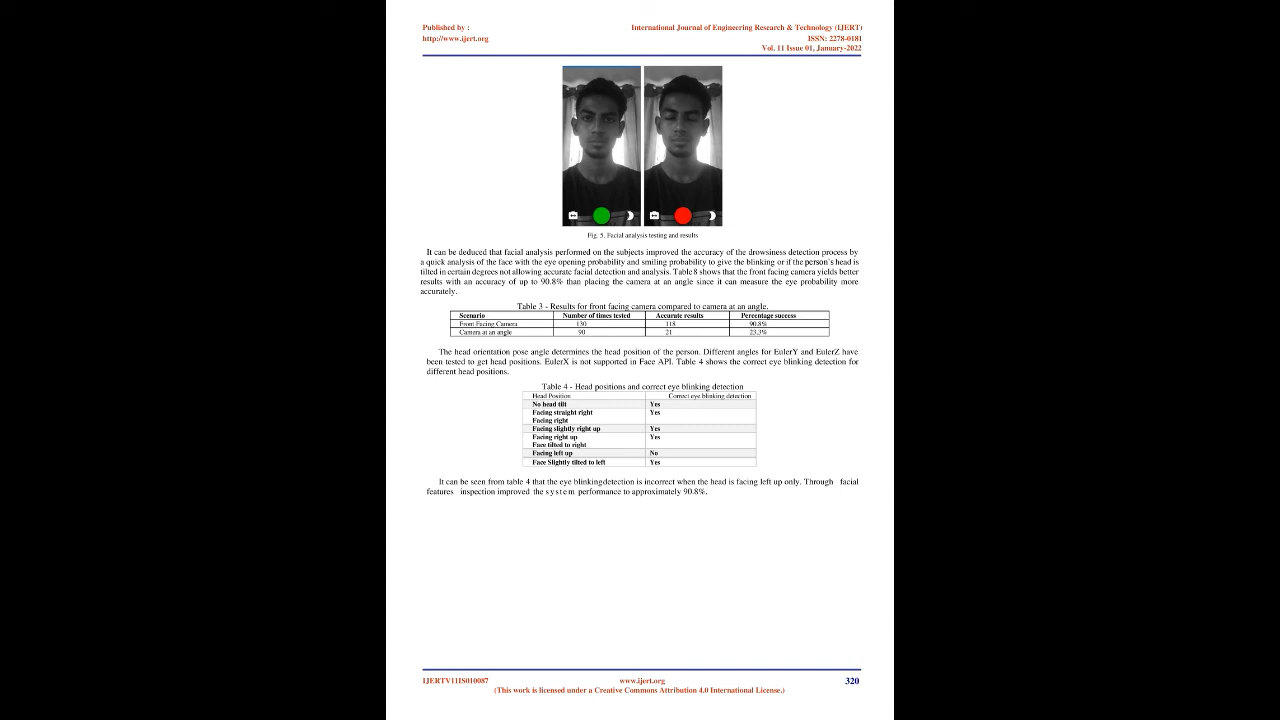 Published by :
http://www.ijert.org
International Journal of Engineering Research & Technology (IJERT)
ISSN: 2278-0181
Vol. 11 Issue 01, January-2022
Fig. 5. Facial analysis testing and results
It can be deduced that facial analysis performed on the subjects improved the accuracy of the drowsiness detection process by
a quick analysis of the face with the eye opening probability and smiling probability to give the blinking or if the person's head is
tilted in certain degrees not allowing accurate facial detection and analysis. Table 8 shows that the front facing camera yields better
results with an accuracy of up to 90.8% than placing the camera at an angle since it can measure the eye probability more
accurately.
Table 3 - Results for front facing camera compared to camera at an angle.
Scenario Number of times tested Accurate results Percentage success
Front Facing Camera 130 118 90.8%
Camera at an angle 90 21 23.3%
The head orientation pose angle determines the head position of the person. Different angles for EulerY and EulerZ have
been tested to get head positions. EulerX is not supported in Face API. Table 4 shows the correct eye blinking detection for
different head positions.
Table 4 - Head positions and correct eye blinking detection
Head Position Correct eye blinking detection
No head tilt Yes
Facing straight right Yes
Facing right
Facing slightly right up Yes
Facing right up Yes
Face tilted to right
Facing left up No
Face Slightly tilted to left Yes
It can be seen from table 4 that the eye blinkingdetection is incorrect when the head is facing left up only. Through facial
features inspection improved the system performance to approximately 90.8%.
IJERTV11IS010087
www.ijert.org
320
(This work is licensed under a Creative Commons Attribution 4.0 International License.)